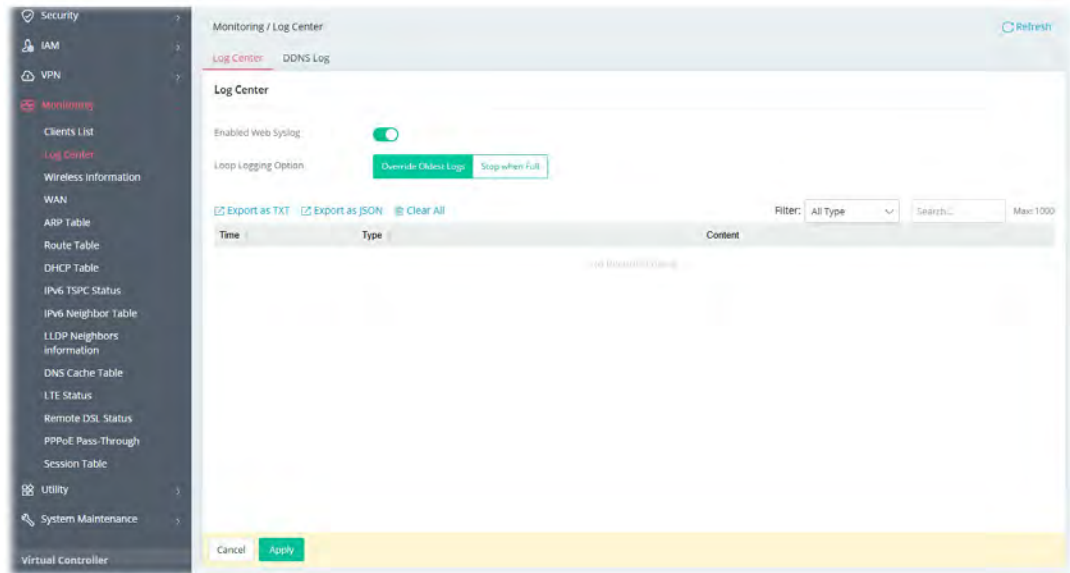 Security
IAM
VPN
Monitoring
Clients List
Log Center
Wireless Information
WAN
ARP Table
Route Table
DHCP Table
IPv6 TSPC Status
IPv6 Neighbor Table
LLDP Neighbors
information
DNS Cache Table
LTE Status
Remote DSL Status
PPPoE Pass-Through
Session Table
Utility
System Maintenance
Virtual Controller
Monitoring / Log Center
Refresh
Log Center DDNS Log
Log Center
Enabled Web Syslog
Loop Logging Option Override Oldest Logs Stop when Full
Export as TXT Export as JSON Clear All Filter: All Type Search... Max: 1000
Time Type Content
Cancel Apply